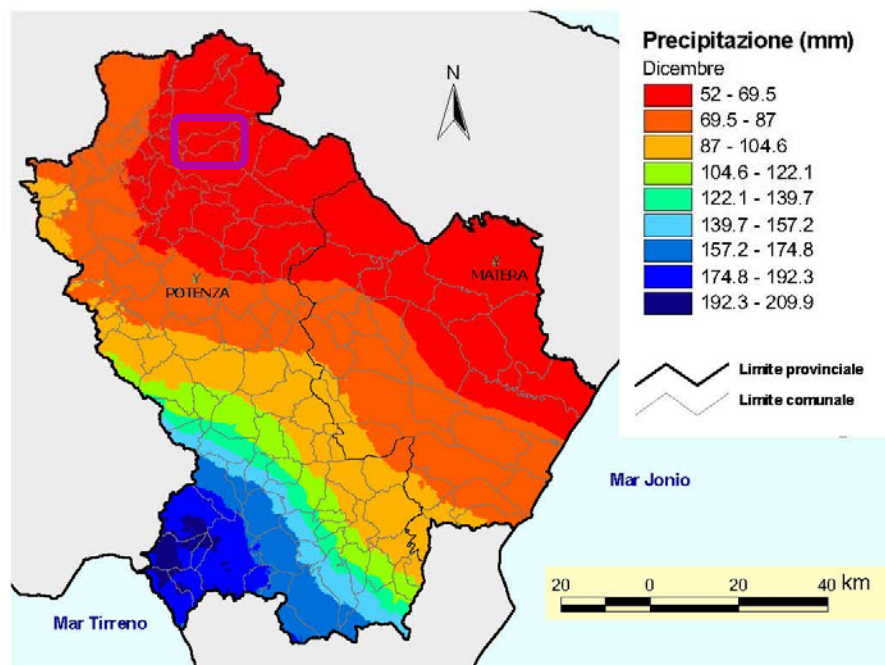 Precipitazione (mm)
Dicembre
52 - 69.5
69.5 - 87
87 - 104.6
104.6 - 122.1
122.1 - 139.7
139.7 - 157.2
157.2 - 174.8
174.8 - 192.3
192.3 - 209.9
N
MATERA
POTENZA
Limite provinciale
Limite comunale
Mar Jonio
20 0 20 40 km
Mar Tirreno